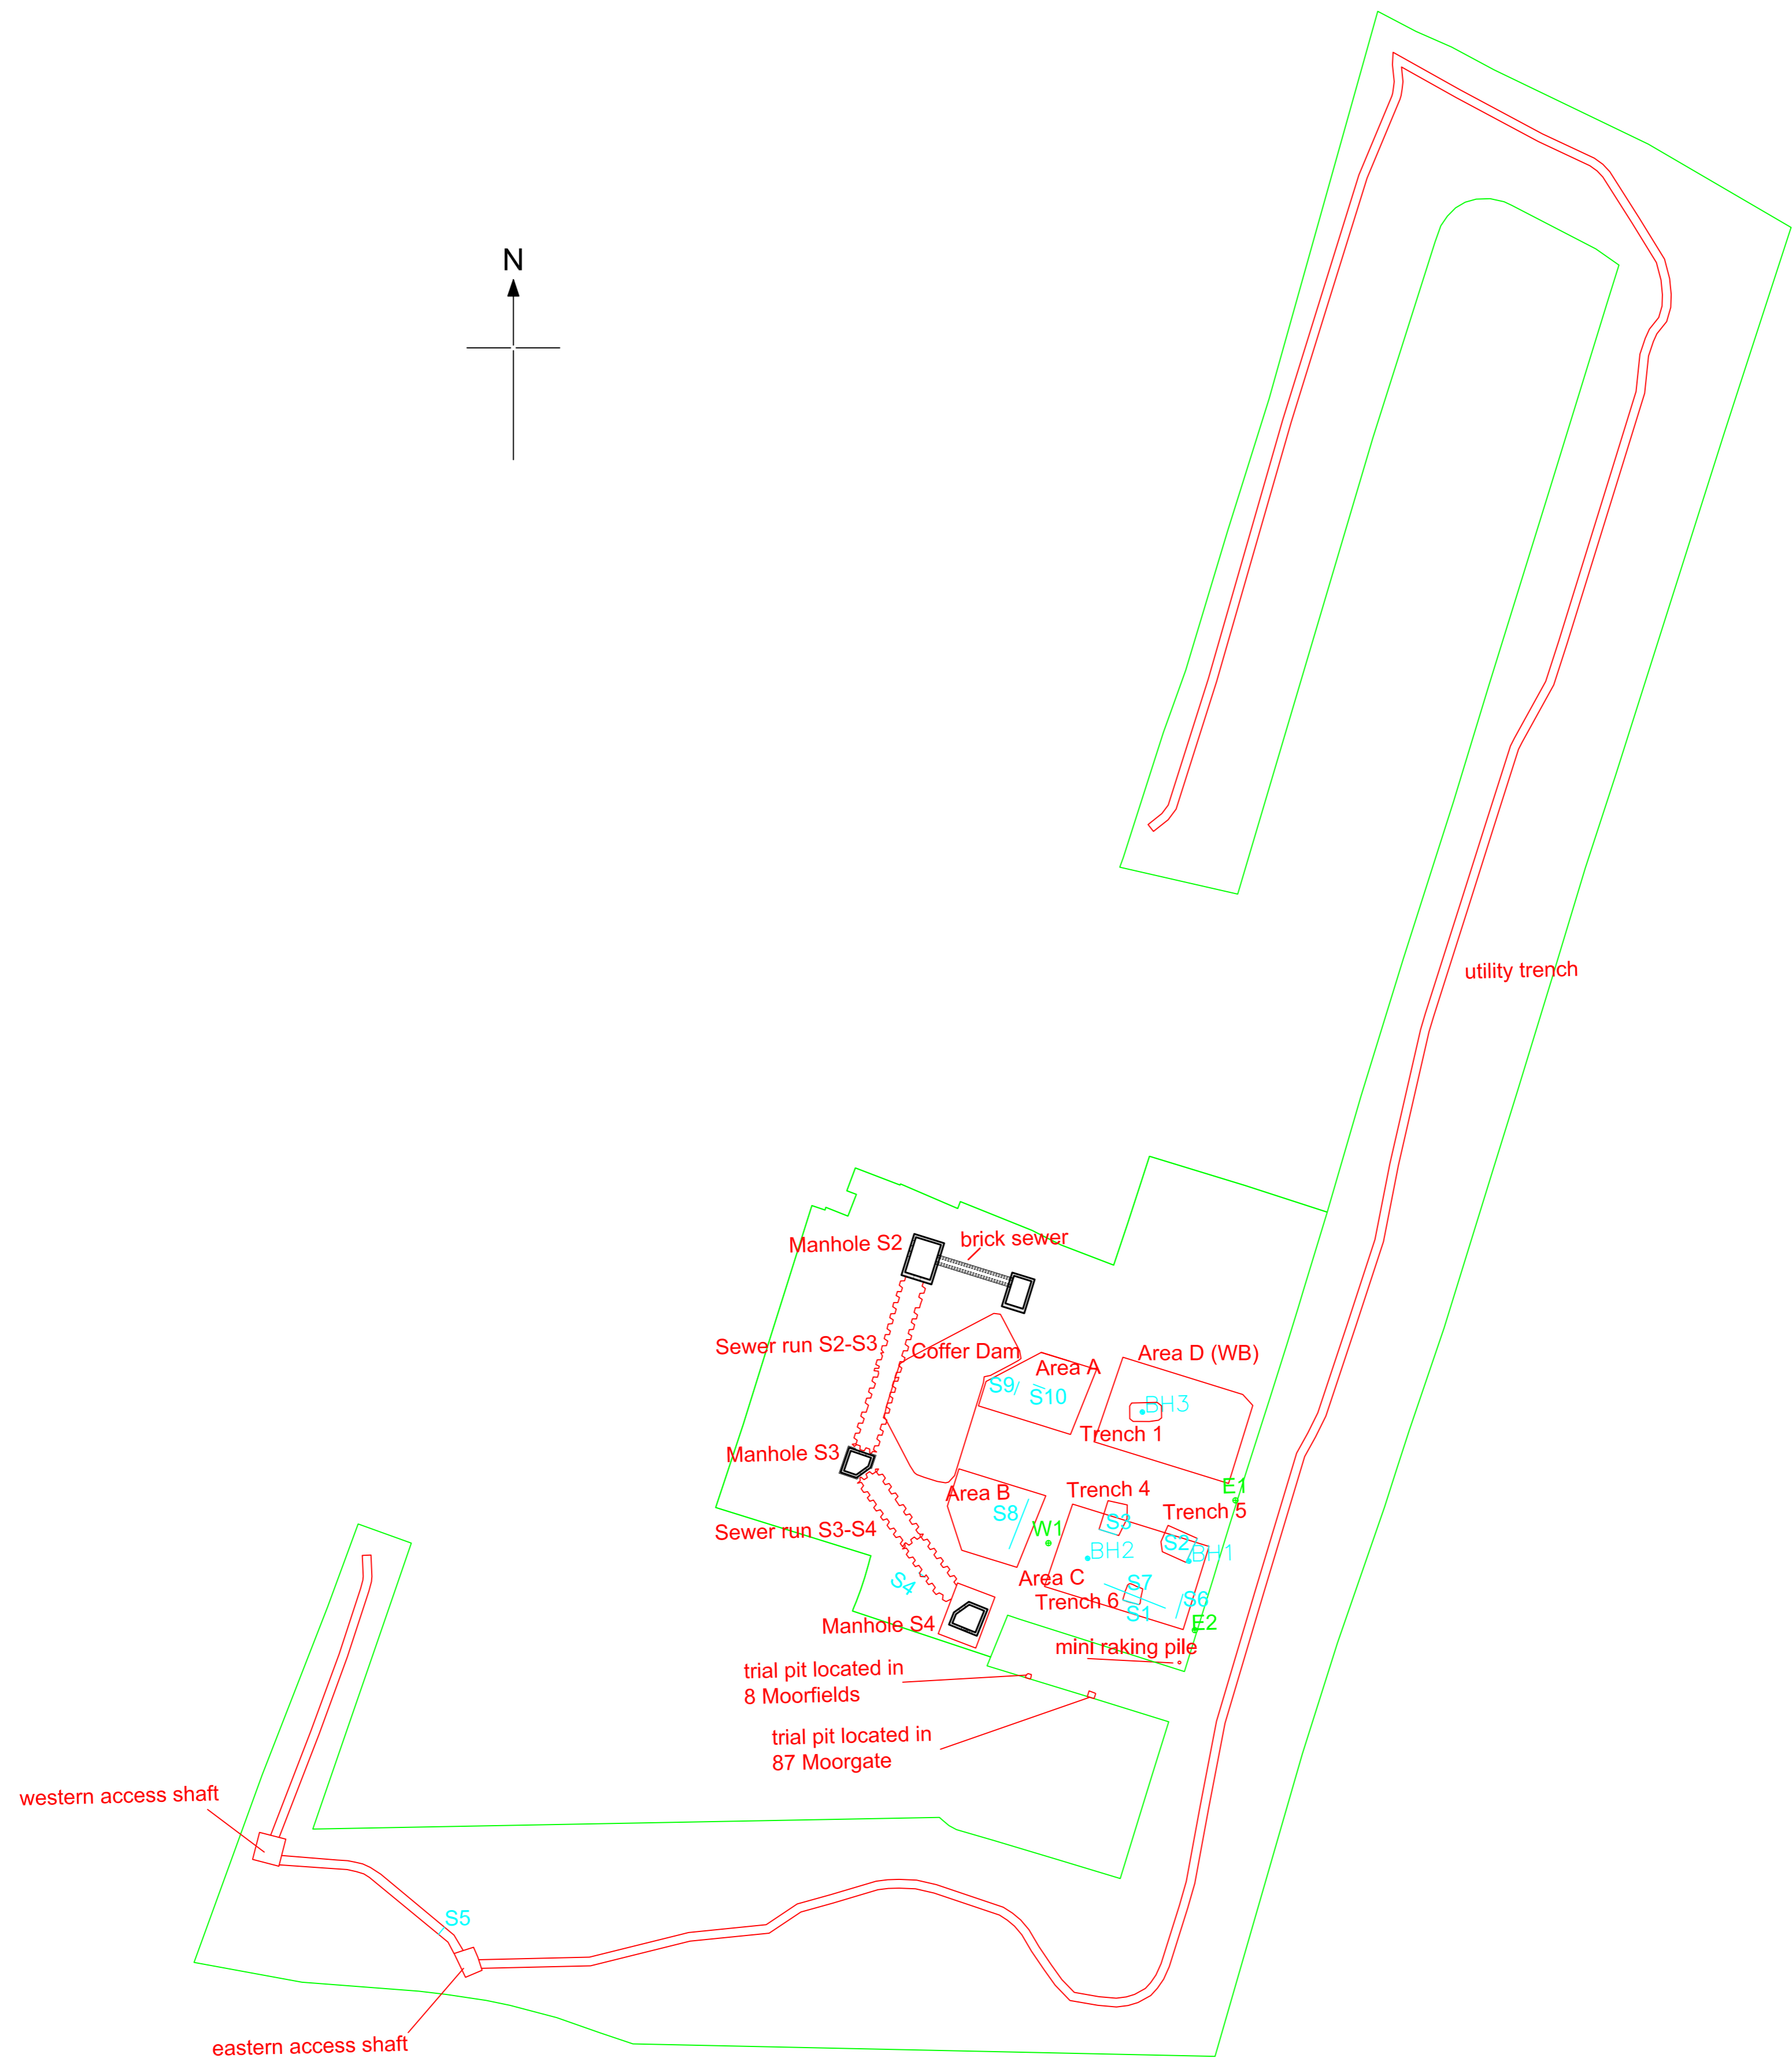 N
utility trench
Manhole S2
brick sewer
Sewer run S2-S3
Coffer Dam
Area A
Area D (WB)
S9
S10
BH3
Trench 1
Manhole S3
Area B
Trench 4
E1
S8
S3
Trench 5
Sewer run S3-S4
W1
S2
BH2
BH1
S4
Area C
S7
Trench 6
S6
S1
Manhole S4
E2
mini raking pile
trial pit located in
8 Moorfields
trial pit located in
87 Moorgate
western access shaft
S5
eastern access shaft